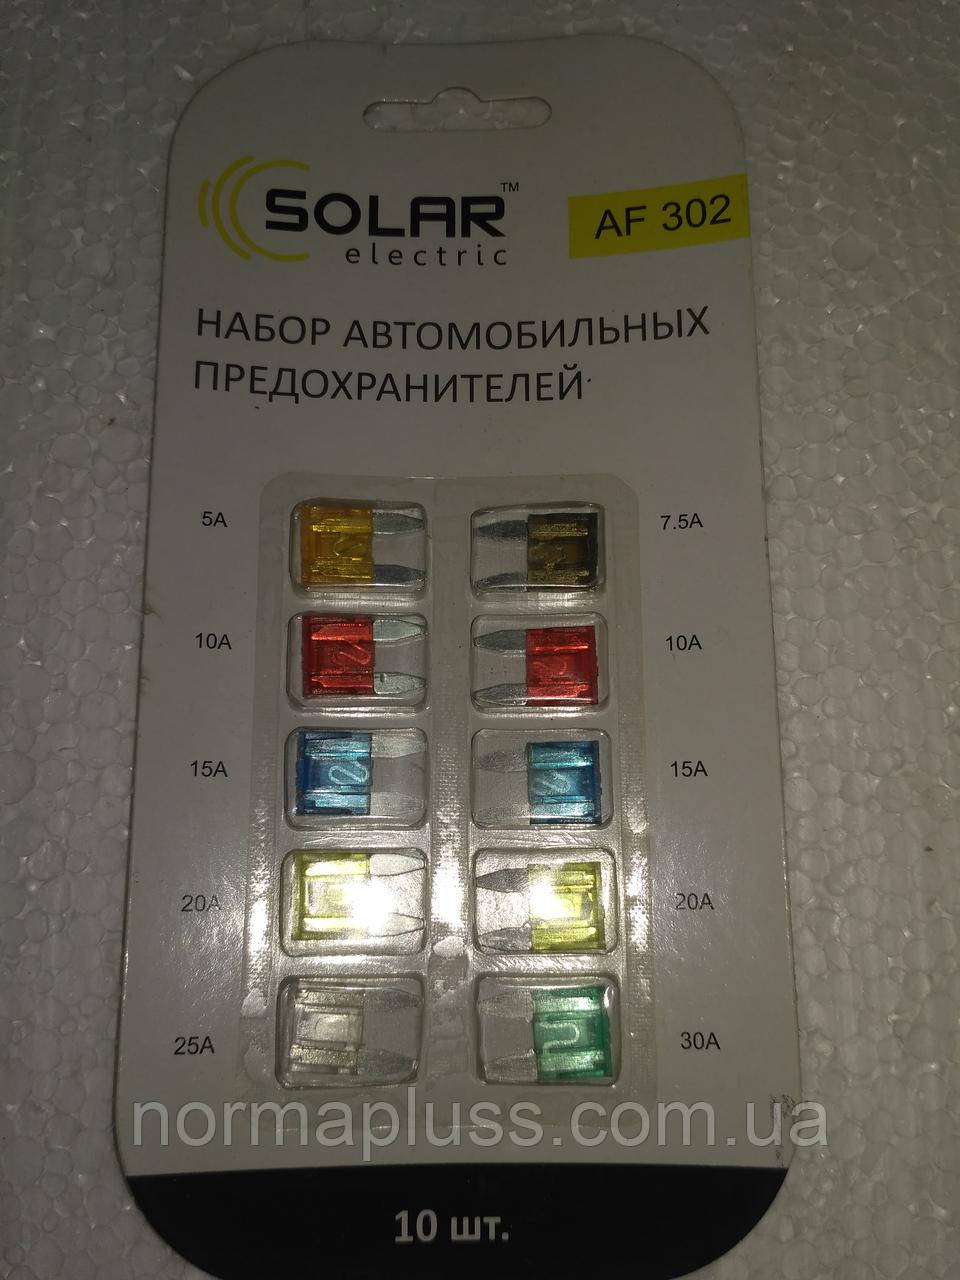 SOLAR™
electric
AF 302
НАБОР АВТОМОБИЛЬНЫХ
ПРЕДОХРАНИТЕЛЕЙ
5A 7.5A
10A 10A
15A 15A
20A 20A
25A 30A
normapluss.com.ua
10 шт.